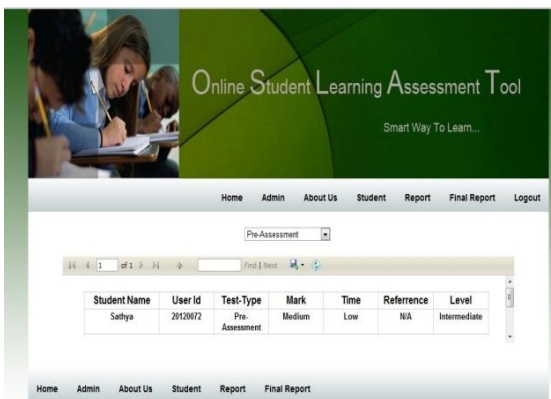 Online Student Learning Assessment Tool
Smart Way To Learn...
Home Admin About Us Student Report Final Report Logout
Pre-Assessment
1 of 1 Find | Next
Student Name User Id Test-Type Mark Time Referrence Level
Sathya 20120072 Pre-Assessment Medium Low N/A Intermediate
Home Admin About Us Student Report Final Report